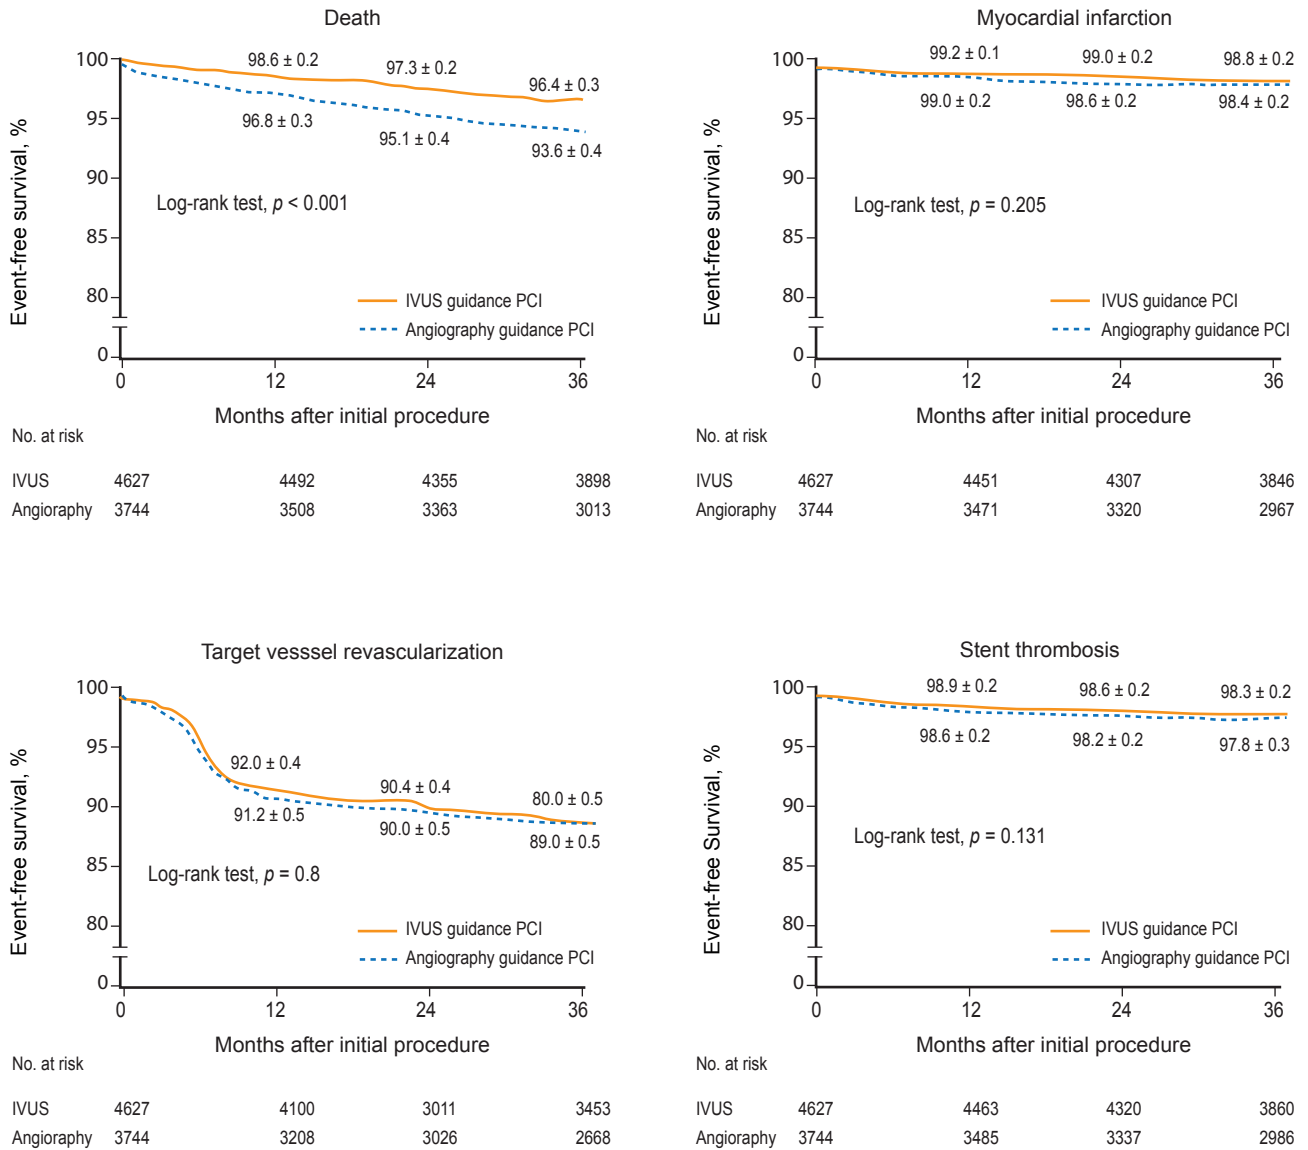 Death
100
95
90
85
80
0
Event-free survival, %
98.6 ± 0.2
97.3 ± 0.2
96.4 ± 0.3
96.8 ± 0.3
95.1 ± 0.4
93.6 ± 0.4
Log-rank test, p < 0.001
IVUS guidance PCI
Angiography guidance PCI
0 12 24 36
Months after initial procedure
No. at risk
IVUS 4627 4492 4355 3898
Angioraphy 3744 3508 3363 3013
Myocardial infarction
100
95
90
85
80
0
Event-free survival, %
99.2 ± 0.1
99.0 ± 0.2
98.8 ± 0.2
99.0 ± 0.2
98.6 ± 0.2
98.4 ± 0.2
Log-rank test, p = 0.205
IVUS guidance PCI
Angiography guidance PCI
0 12 24 36
Months after initial procedure
No. at risk
IVUS 4627 4451 4307 3846
Angioraphy 3744 3471 3320 2967
Target vesssel revascularization
100
95
90
85
80
0
Event-free survival, %
92.0 ± 0.4
90.4 ± 0.4
80.0 ± 0.5
91.2 ± 0.5
90.0 ± 0.5
89.0 ± 0.5
Log-rank test, p = 0.8
IVUS guidance PCI
Angiography guidance PCI
0 12 24 36
Months after initial procedure
No. at risk
IVUS 4627 4100 3011 3453
Angioraphy 3744 3208 3026 2668
Stent thrombosis
100
95
90
85
80
0
Event-free Survival, %
98.9 ± 0.2
98.6 ± 0.2
98.3 ± 0.2
98.6 ± 0.2
98.2 ± 0.2
97.8 ± 0.3
Log-rank test, p = 0.131
IVUS guidance PCI
Angiography guidance PCI
0 12 24 36
Months after initial procedure
No. at risk
IVUS 4627 4463 4320 3860
Angioraphy 3744 3485 3337 2986